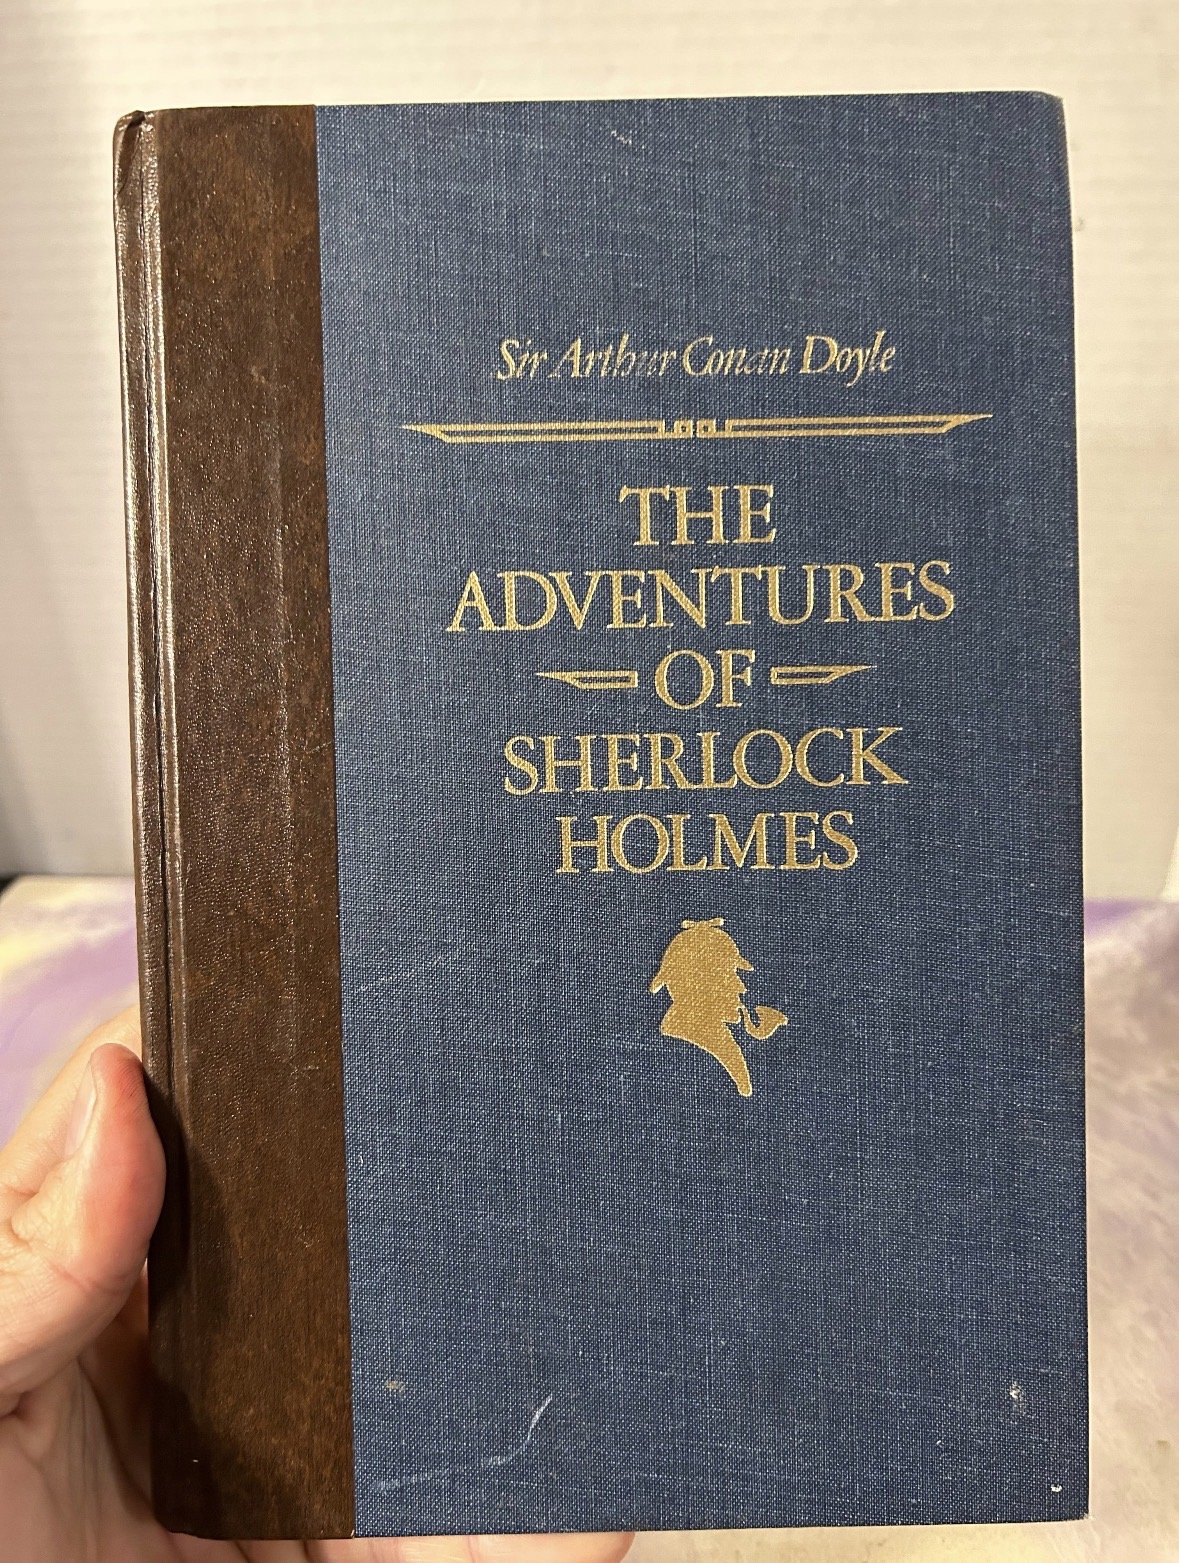 Sir Arthur Conan Doyle
THE
ADVENTURES
OF
SHERLOCK
HOLMES